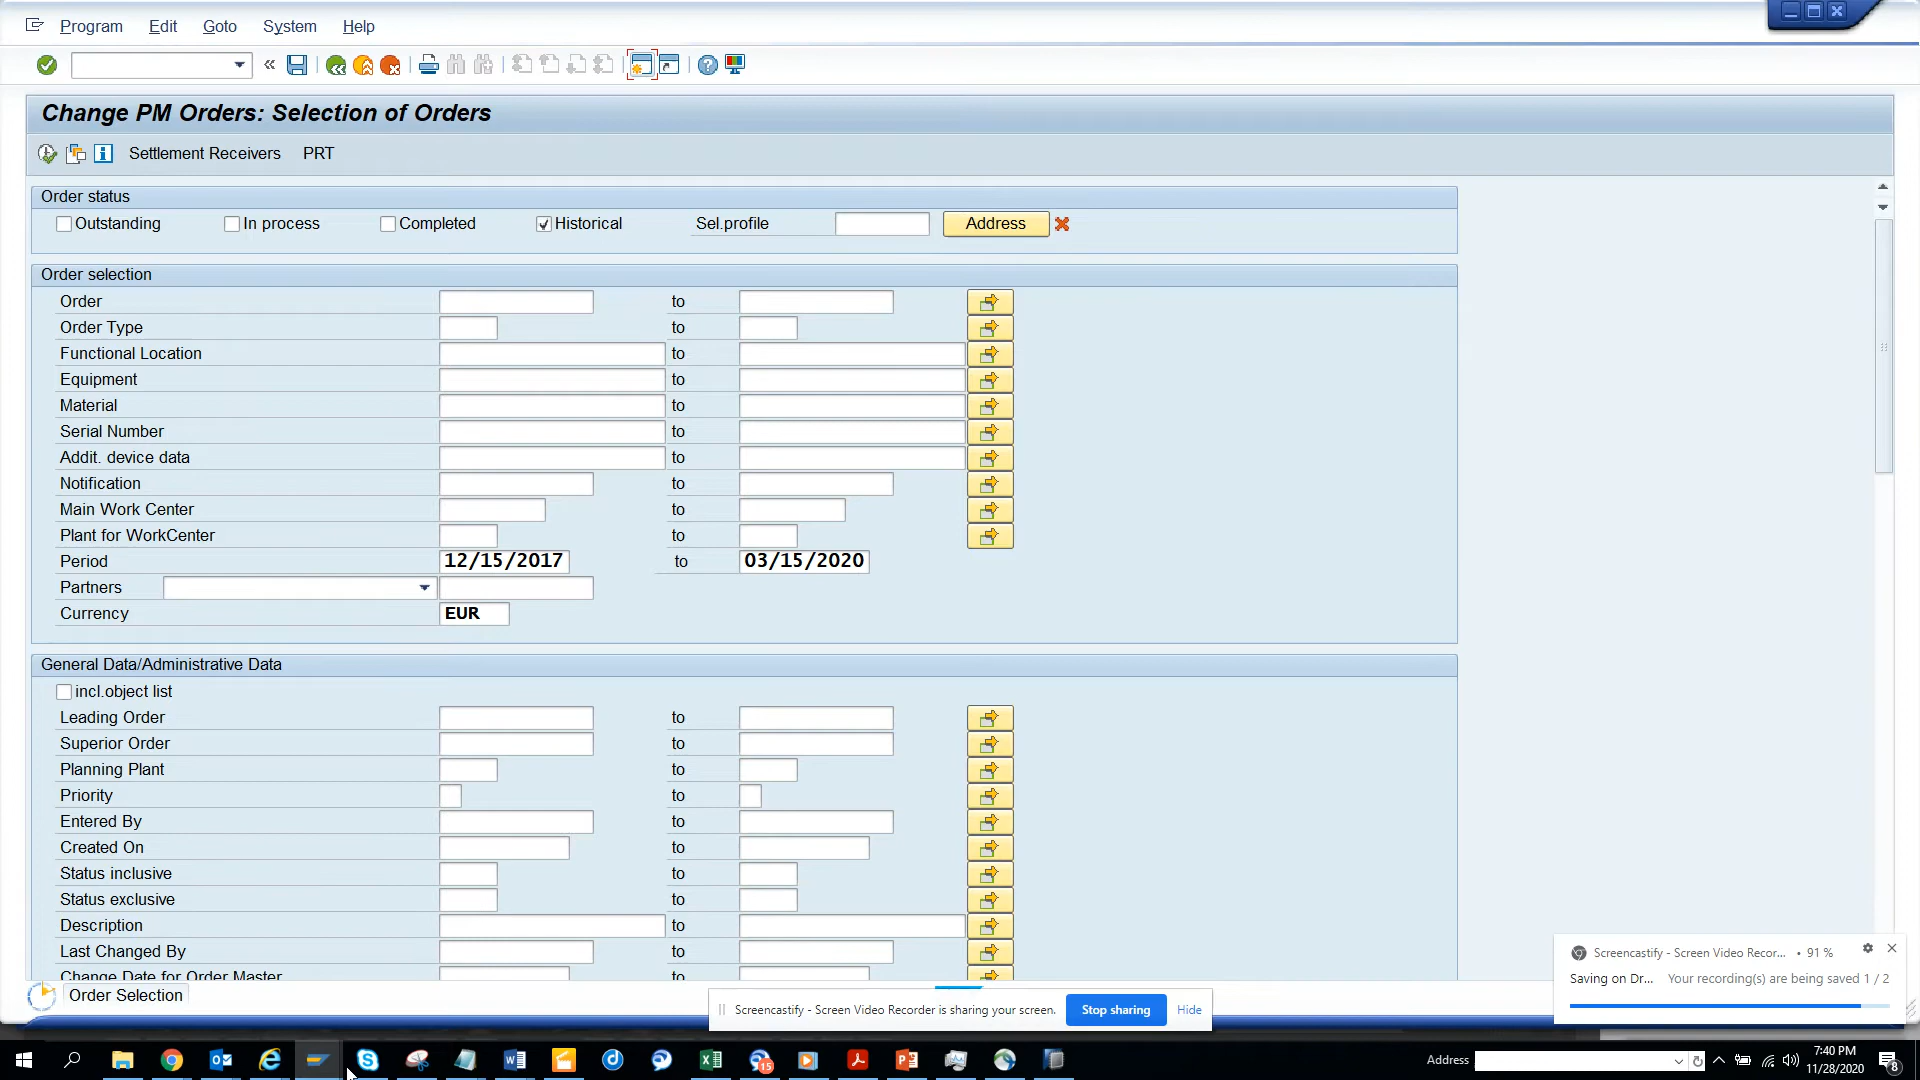 Program Edit Goto System Help
Change PM Orders: Selection of Orders
Settlement Receivers PRT
Order status
Outstanding In process Completed Historical Sel.profile Address
Order selection
Order to
Order Type to
Functional Location to
Equipment to
Material to
Serial Number to
Addit. device data to
Notification to
Main Work Center to
Plant for WorkCenter to
Period 12/15/2017 to 03/15/2020
Partners
Currency EUR
General Data/Administrative Data
incl.object list
Leading Order to
Superior Order to
Planning Plant to
Priority to
Entered By to
Created On to
Status inclusive to
Status exclusive to
Description to
Last Changed By to
Change Date for Order Master to
Order Selection
Screencastify - Screen Video Recor... • 91 %
Saving on Dr... Your recording(s) are being saved 1 / 2
Screencastify - Screen Video Recorder is sharing your screen. Stop sharing Hide
15
Address
7:40 PM
11/28/2020
8